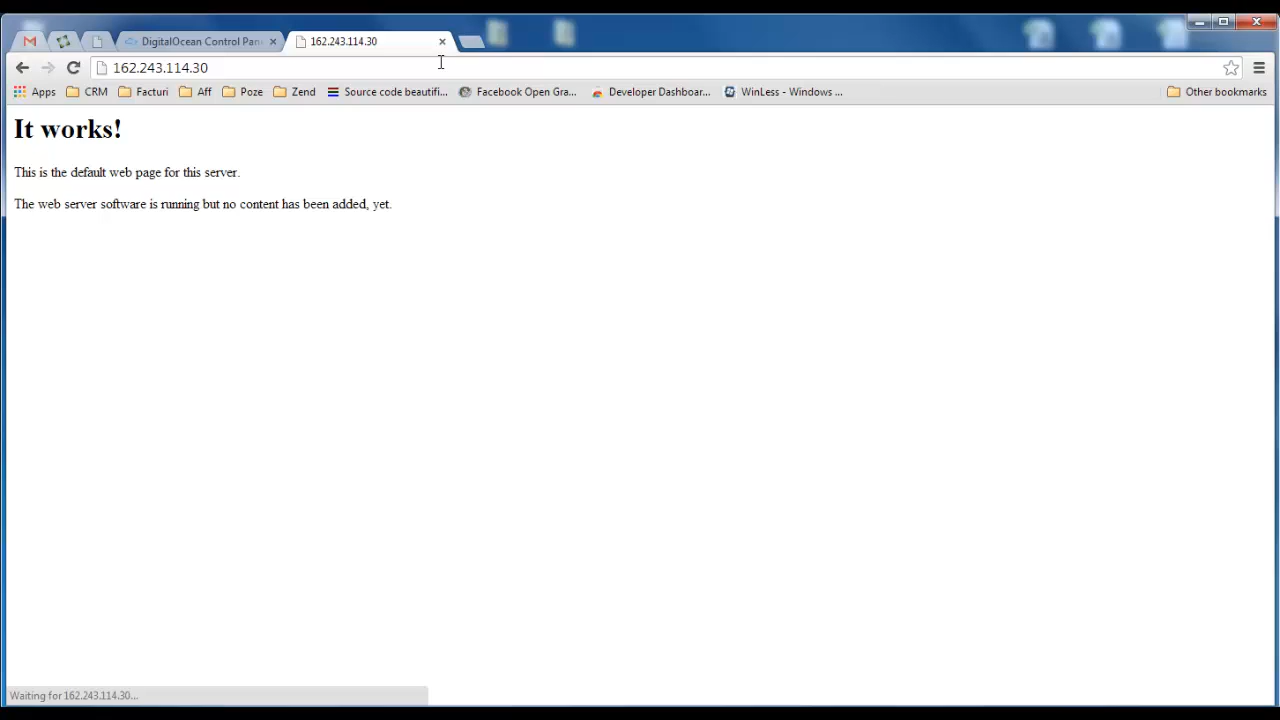 DigitalOcean Control Pan
162.243.114.30
162.243.114.30
Apps CRM Facturi Aff Poze Zend Source code beautifi... Facebook Open Gra... Developer Dashboar... WinLess - Windows ... Other bookmarks
It works!
This is the default web page for this server.
The web server software is running but no content has been added, yet.
Waiting for 162.243.114.30...